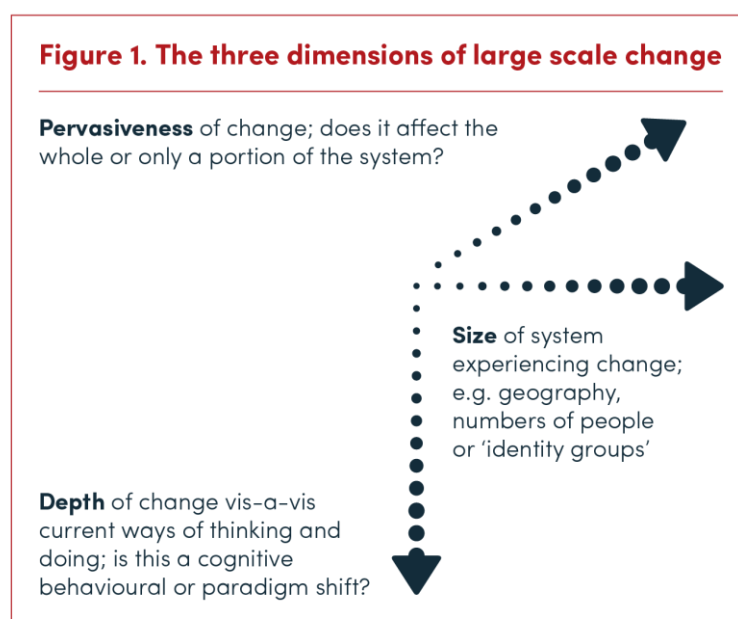 Figure 1. The three dimensions of large scale change
Pervasiveness of change; does it affect the
whole or only a portion of the system?
Size of system
experiencing change;
e.g. geography,
numbers of people
or ‘identity groups’
Depth of change vis-a-vis
current ways of thinking and
doing; is this a cognitive
behavioural or paradigm shift?